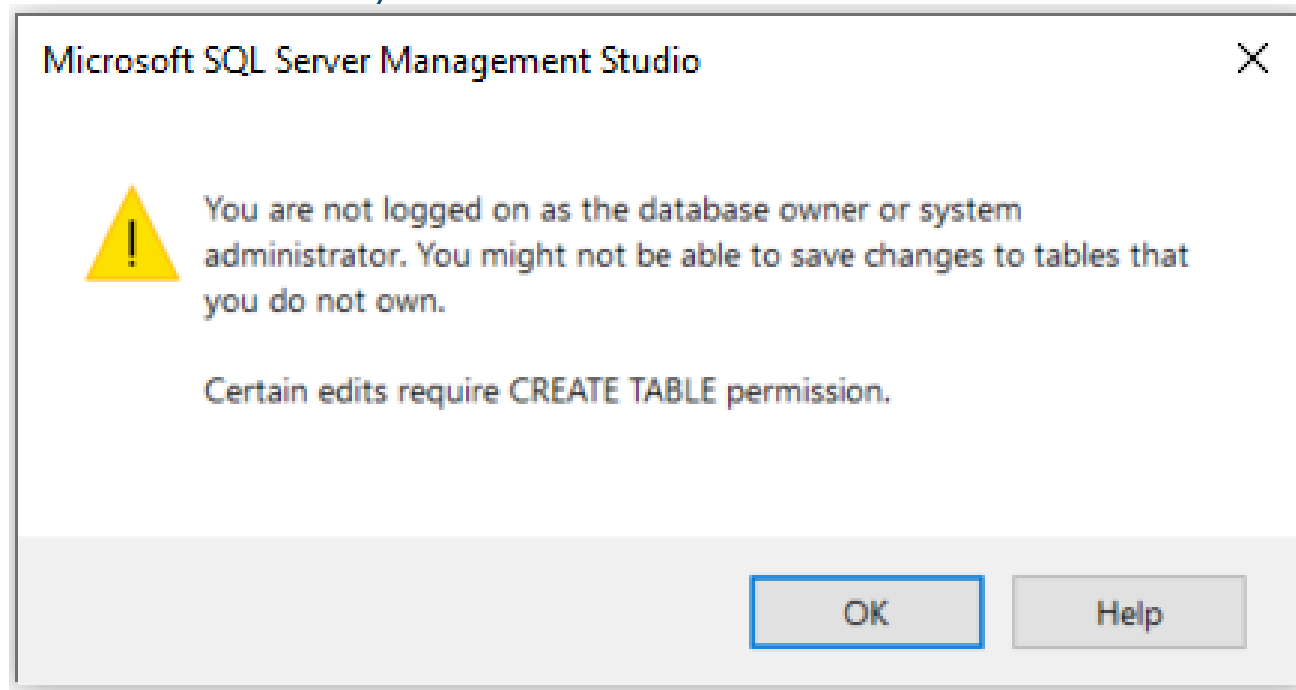 Microsoft SQL Server Management Studio
You are not logged on as the database owner or system
administrator. You might not be able to save changes to tables that
you do not own.
Certain edits require CREATE TABLE permission.
OK
Help